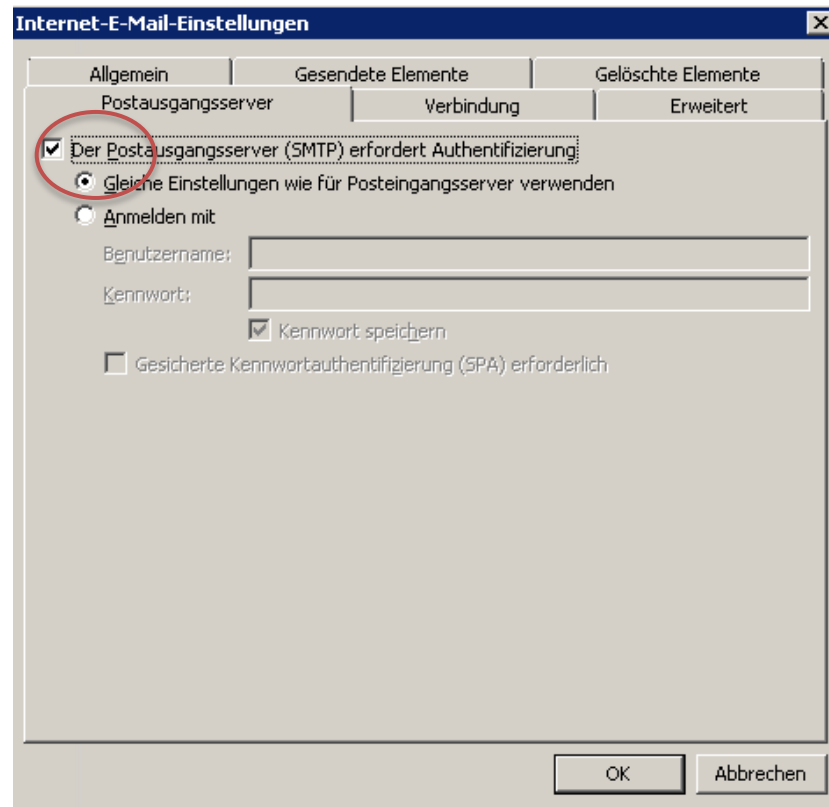 Internet-E-Mail-Einstellungen
Allgemein Gesendete Elemente Gelöschte Elemente
Postausgangsserver Verbindung Erweitert
Der Postausgangsserver (SMTP) erfordert Authentifizierung
Gleiche Einstellungen wie für Posteingangsserver verwenden
Anmelden mit
Benutzername:
Kennwort:
Kennwort speichern
Gesicherte Kennwortauthentifizierung (SPA) erforderlich
OK Abbrechen